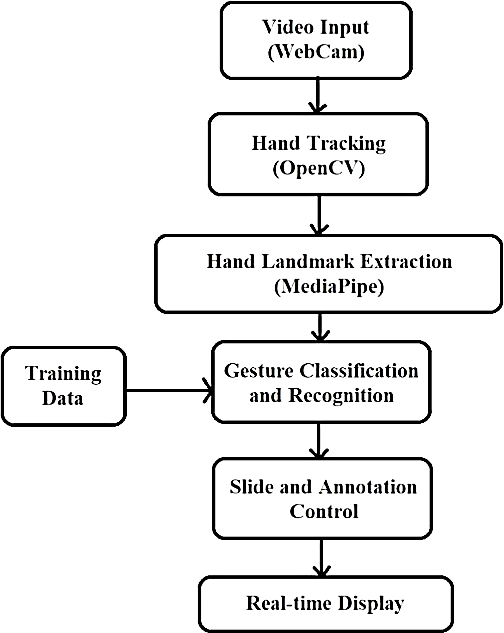 Video Input
(WebCam)
Hand Tracking
(OpenCV)
Hand Landmark Extraction
(MediaPipe)
Training
Data
Gesture Classification
and Recognition
Slide and Annotation
Control
Real-time Display